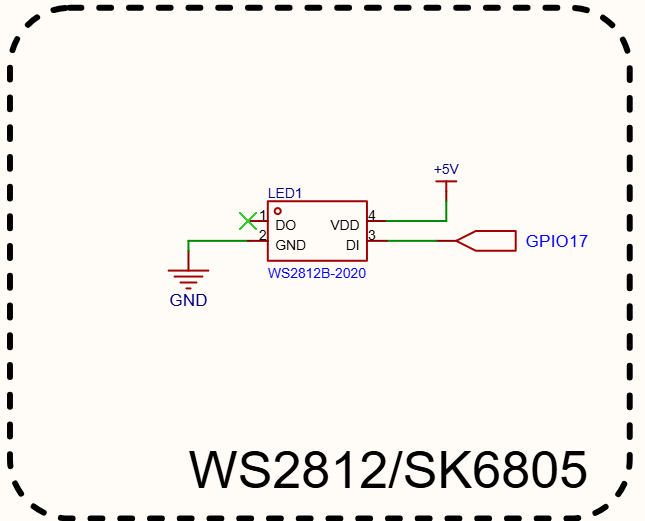 +5V
LED1
1 DO VDD 4
2 GND DI 3
GPIO17
WS2812B-2020
GND
WS2812/SK6805